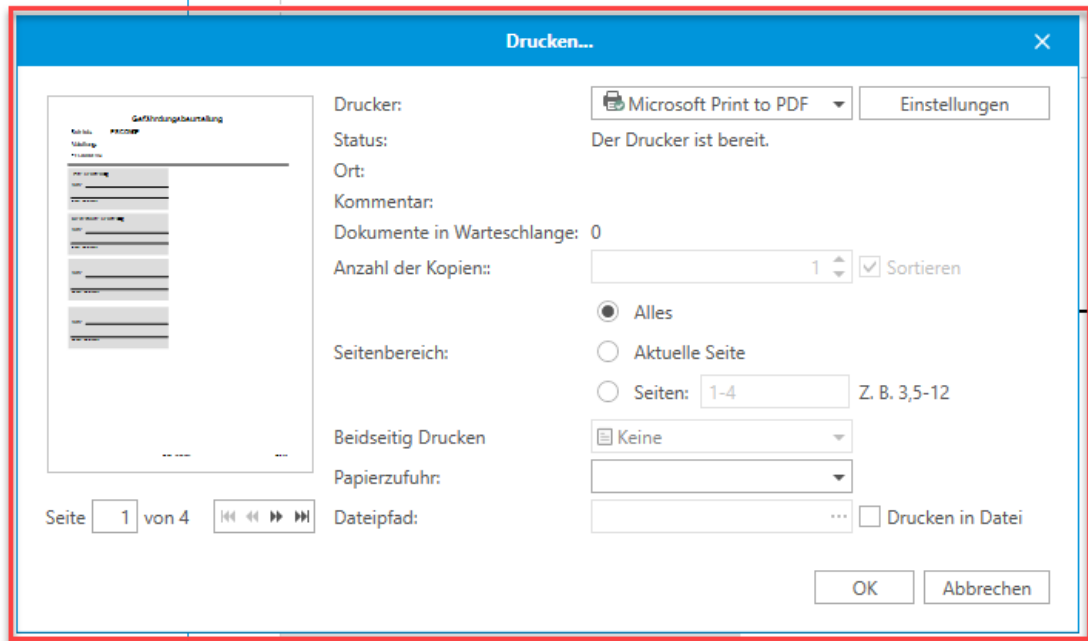 Drucken...
Gefährdungsbeurteilung
Drucker: Microsoft Print to PDF Einstellungen
Status: Der Drucker ist bereit.
Ort:
Kommentar:
Dokumente in Warteschlange: 0
Anzahl der Kopien:: 1 Sortieren
Alles
Seitenbereich: Aktuelle Seite
Seiten: 1-4 Z. B. 3,5-12
Beidseitig Drucken Keine
Papierzufuhr:
Seite 1 von 4 Dateipfad: ... Drucken in Datei
OK Abbrechen